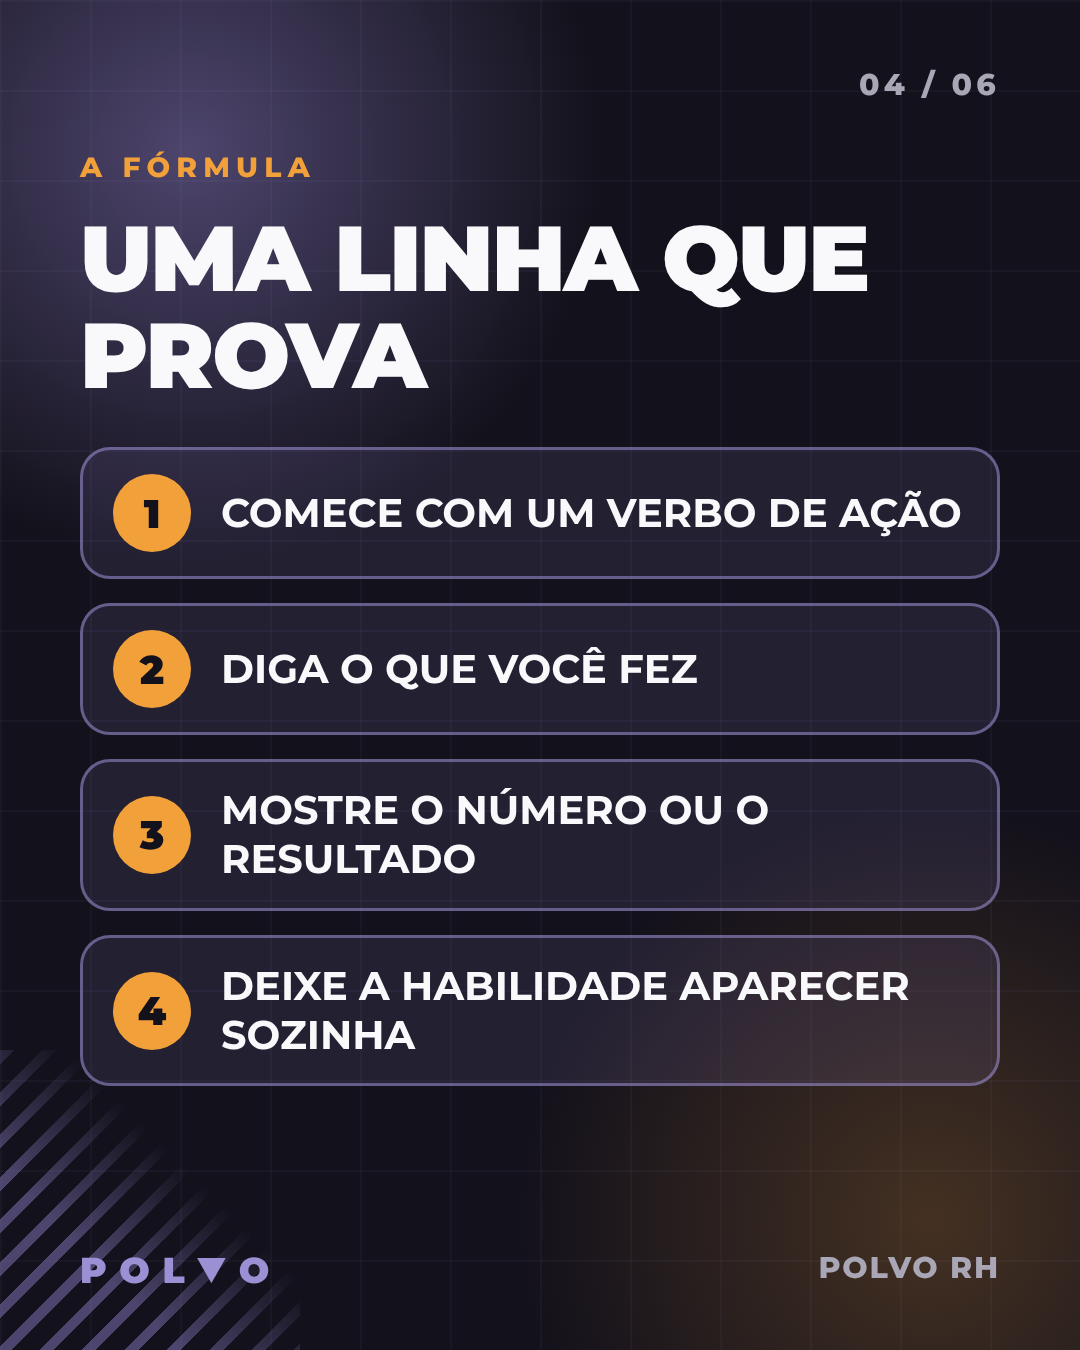 04 / 06
A FÓRMULA
UMA LINHA QUE
PROVA
1 COMECE COM UM VERBO DE AÇÃO
2 DIGA O QUE VOCÊ FEZ
3 MOSTRE O NÚMERO OU O
RESULTADO
4 DEIXE A HABILIDADE APARECER
SOZINHA
POLVO
POLVO RH